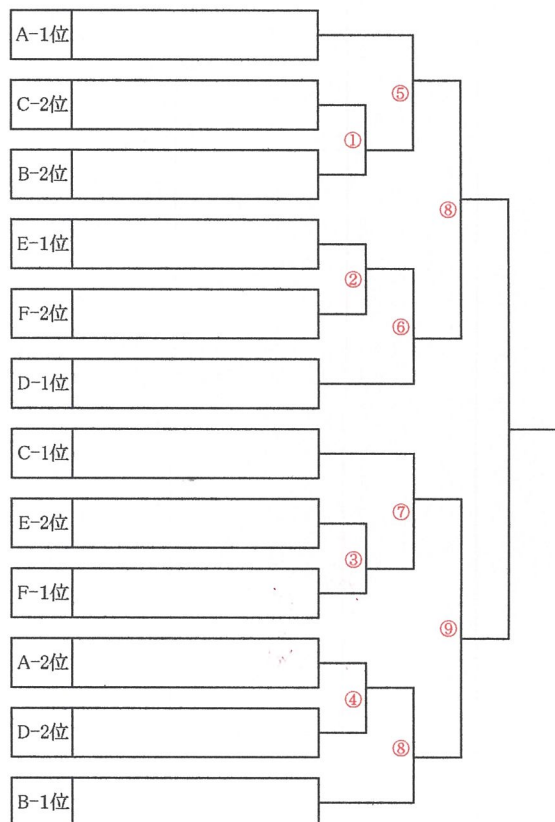 A-1位
⑤
C-2位
①
B-2位
⑧
E-1位
②
F-2位
⑥
D-1位
C-1位
⑦
E-2位
③
F-1位
⑨
A-2位
④
D-2位
⑧
B-1位